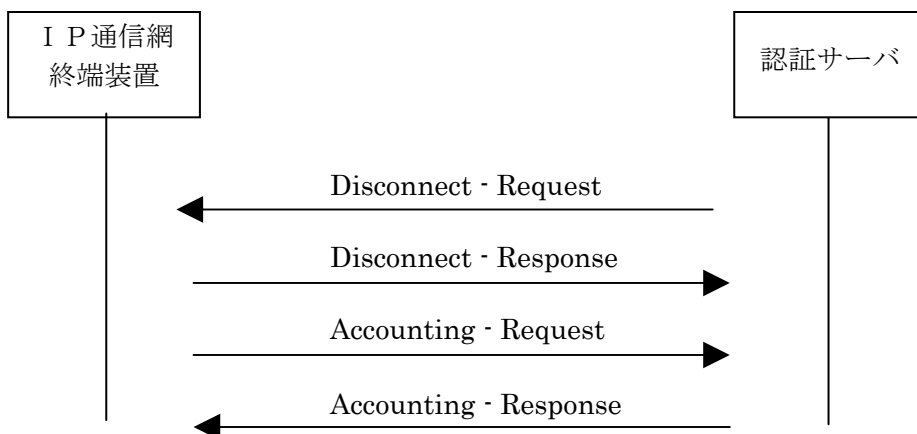 ＩＰ通信網
終端装置
認証サーバ
Disconnect - Request
Disconnect - Response
Accounting - Request
Accounting - Response